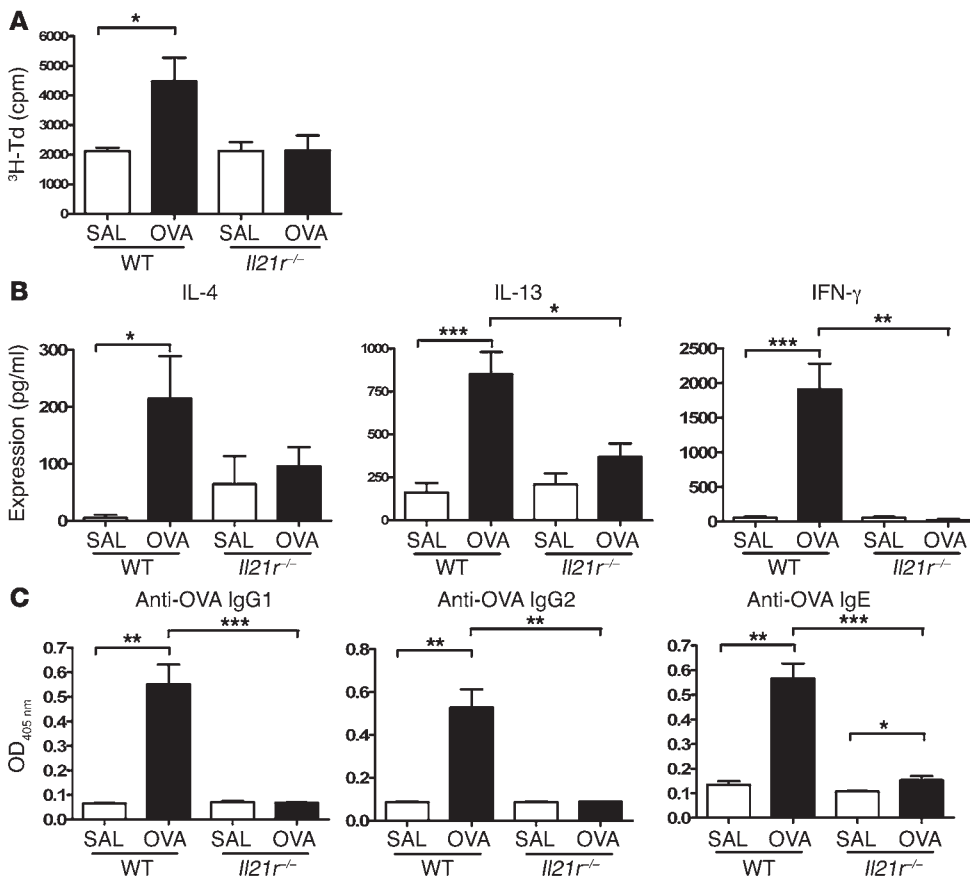 A
*
6000
5000
4000
3000
2000
1000
0
³H-Td (cpm)
SAL OVA SAL OVA
WT Il21r⁻/⁻
B
IL-4 IL-13 IFN-γ
* *** * *** **
Expression (pg/ml)
300
200
100
0
1000
750
500
250
0
2500
2000
1500
1000
500
0
SAL OVA SAL OVA SAL OVA SAL OVA SAL OVA SAL OVA
WT Il21r⁻/⁻ WT Il21r⁻/⁻ WT Il21r⁻/⁻
C
Anti-OVA IgG1 Anti-OVA IgG2 Anti-OVA IgE
** *** ** ** ** *** *
OD405 nm
0.7
0.6
0.5
0.4
0.3
0.2
0.1
0.0
0.8
0.6
0.4
0.2
0.0
0.7
0.6
0.5
0.4
0.3
0.2
0.1
0.0
SAL OVA SAL OVA SAL OVA SAL OVA SAL OVA SAL OVA
WT Il21r⁻/⁻ WT Il21r⁻/⁻ WT Il21r⁻/⁻